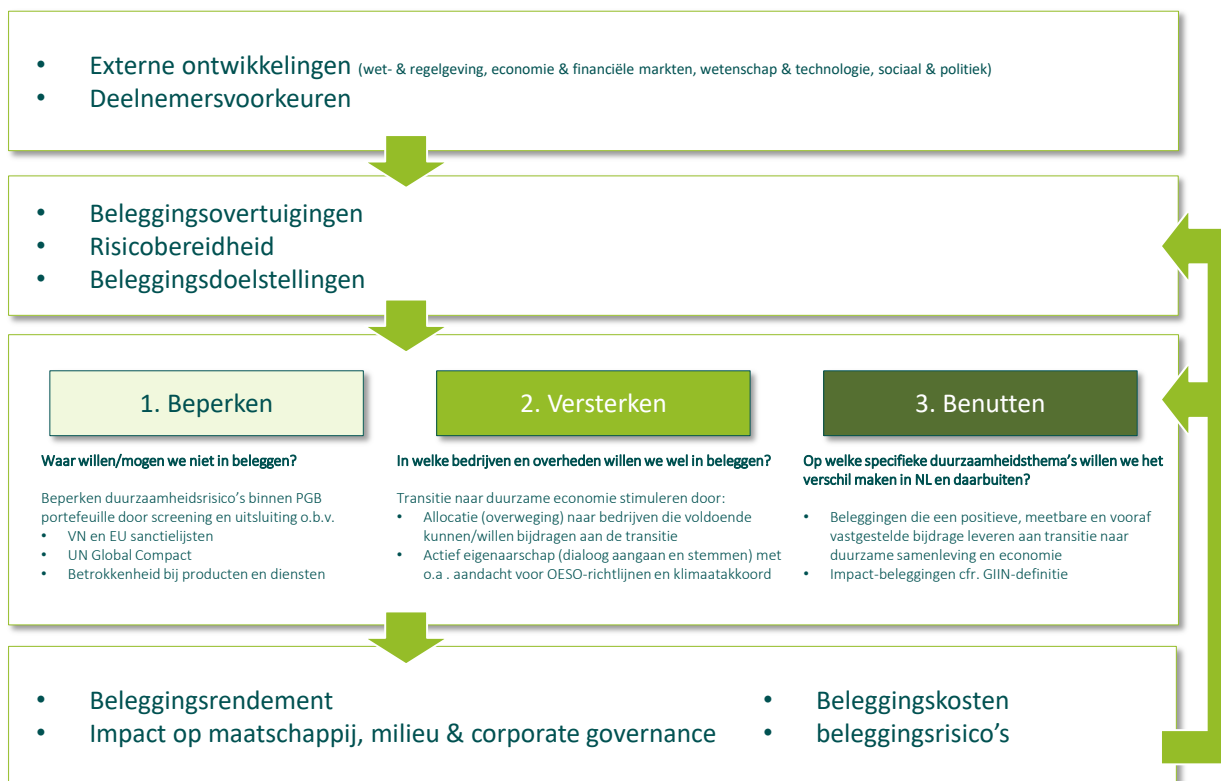 • Externe ontwikkelingen (wet- & regelgeving, economie & financiële markten, wetenschap & technologie, sociaal & politiek)
• Deelnemersvoorkeuren
• Beleggingsovertuigingen
• Risicobereidheid
• Beleggingsdoelstellingen
1. Beperken
Waar willen/mogen we niet in beleggen?
Beperken duurzaamheidsrisico's binnen PGB
portefeuille door screening en uitsluiting o.b.v.
• VN en EU sanctielijsten
• UN Global Compact
• Betrokkenheid bij producten en diensten
2. Versterken
In welke bedrijven en overheden willen we wel in beleggen?
Transitie naar duurzame economie stimuleren door:
• Allocatie (overweging) naar bedrijven die voldoende
kunnen/willen bijdragen aan de transitie
• Actief eigenaarschap (dialoog aangaan en stemmen) met
o.a . aandacht voor OESO-richtlijnen en klimaatakkoord
3. Benutten
Op welke specifieke duurzaamheidsthema's willen we het
verschil maken in NL en daarbuiten?
• Beleggingen die een positieve, meetbare en vooraf
vastgestelde bijdrage leveren aan transitie naar
duurzame samenleving en economie
• Impact-beleggingen cfr. GIIN-definitie
• Beleggingsrendement
• Impact op maatschappij, milieu & corporate governance
• Beleggingskosten
• beleggingsrisico's